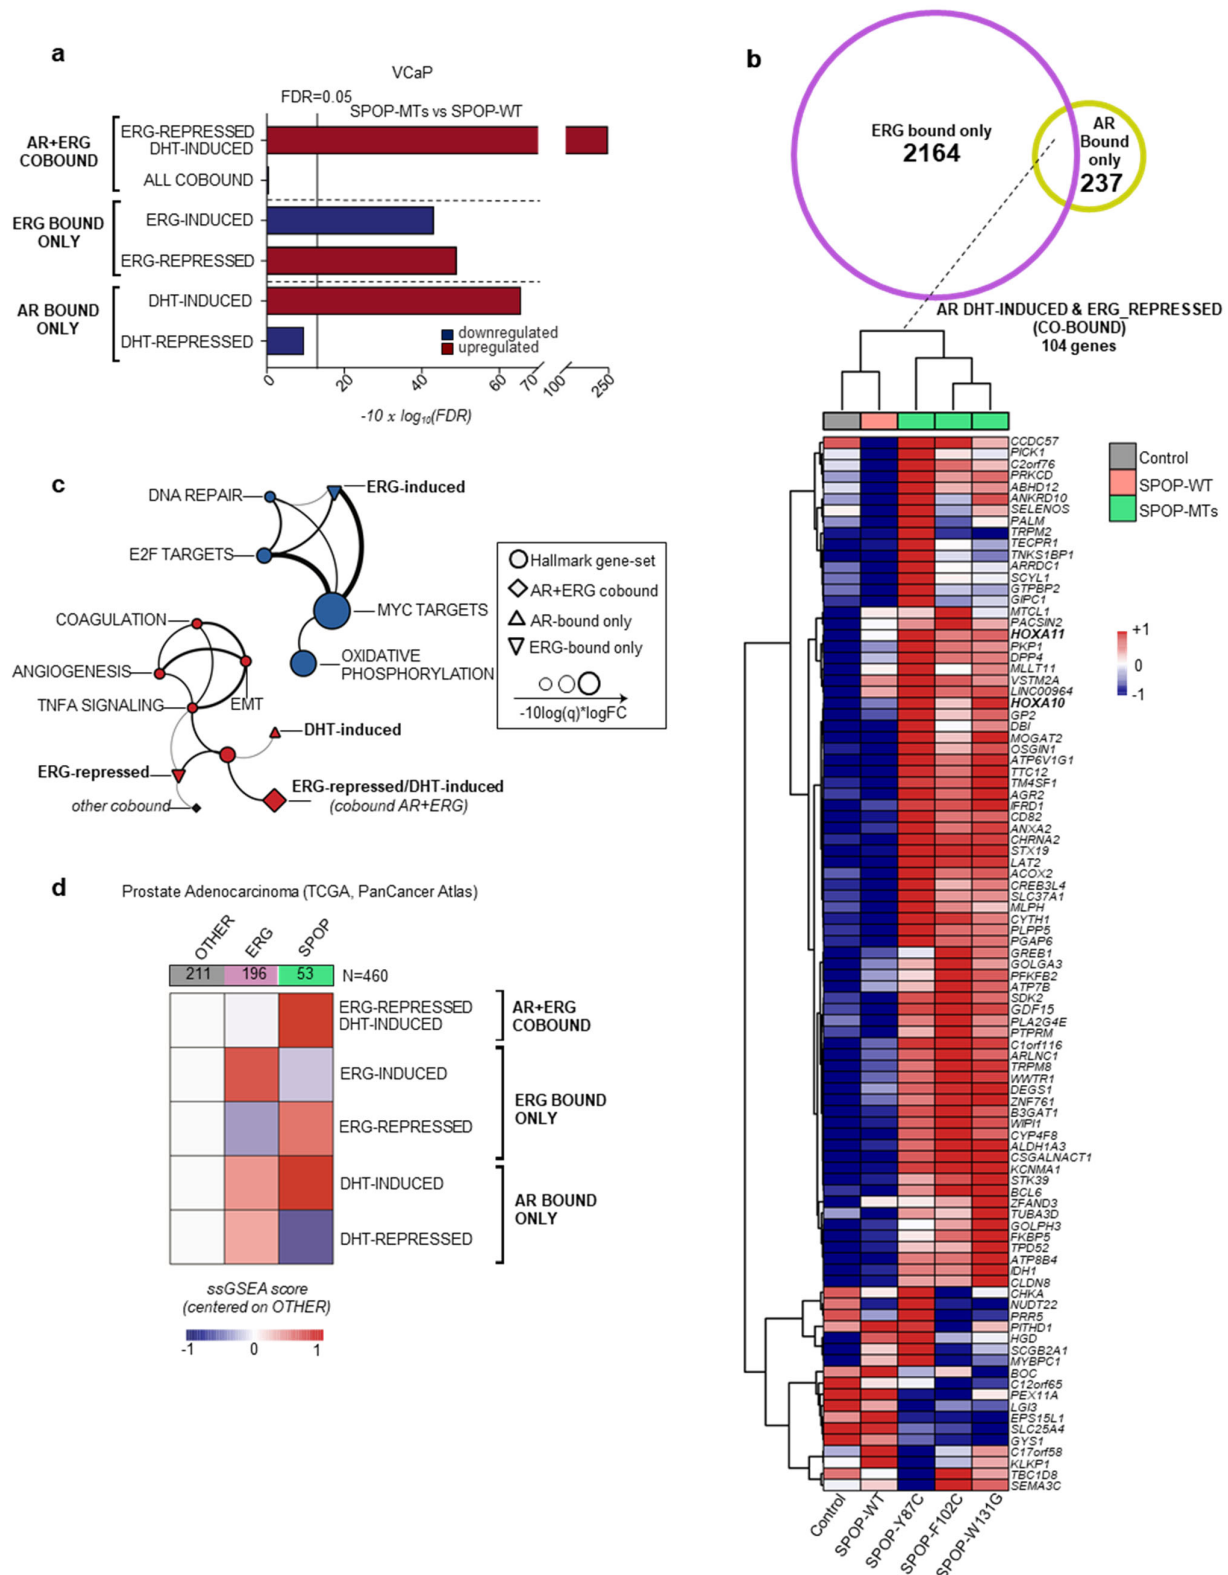 a
VCaP
FDR=0.05
SPOP-MTs vs SPOP-WT
AR+ERG
COBOUND
ERG-REPRESSED
DHT-INDUCED
ALL COBOUND
ERG BOUND
ONLY
ERG-INDUCED
ERG-REPRESSED
AR BOUND
ONLY
DHT-INDUCED
DHT-REPRESSED
downregulated
upregulated
0 20 40 60 70 100 250
-10 x log10(FDR)
b
ERG bound only
2164
AR
Bound
only
237
AR DHT-INDUCED & ERG_REPRESSED
(CO-BOUND)
104 genes
Control
SPOP-WT
SPOP-MTs
+1
0
-1
CCDC57
PICK1
C2orf76
PRKCD
ABHD12
ANKRD10
SELENOS
PALM
TRPM2
TECPR1
TNKS1BP1
ARRDC1
SCYL1
GTPBP2
GIPC1
MTCL1
PACSIN2
HOXA11
PKP1
DPP4
MLLT11
VSTM2A
LINC00964
HOXA10
GP2
DBI
MOGAT2
OSGIN1
ATP6V1G1
TTC12
TM4SF1
AGR2
IFRD1
CD82
ANXA2
CHRNA2
STX19
LAT2
ACOX2
CREB3L4
SLC37A1
MLPH
CYTH1
PLPP5
PGAP6
GREB1
GOLGA3
PFKFB2
ATP7B
SDK2
GDF15
PLA2G4E
PTPRM
C1orf116
ARLNC1
TRPM8
WWTR1
DEGS1
ZNF761
B3GAT1
WIPI1
CYP4F8
ALDH1A3
CSGALNACT1
KCNMA1
STK39
BCL6
ZFAND3
TUBA3D
GOLPH3
FKBP5
TPD52
ATP8B4
IDH1
CLDN8
CHKA
NUDT22
PRR5
PITHD1
HGD
SCGB2A1
MYBPC1
BOC
C12orf65
PEX11A
LGI3
EPS15L1
SLC25A4
GYS1
C17orf58
KLKP1
TBC1D8
SEMA3C
Control
SPOP-WT
SPOP-Y87C
SPOP-F102C
SPOP-W131G
c
DNA REPAIR
ERG-induced
E2F TARGETS
MYC TARGETS
COAGULATION
ANGIOGENESIS
OXIDATIVE
PHOSPHORYLATION
TNFA SIGNALING
EMT
DHT-induced
ERG-repressed
ERG-repressed/DHT-induced
other cobound
(cobound AR+ERG)
Hallmark gene-set
AR+ERG cobound
AR-bound only
ERG-bound only
-10log(q)*logFC
d
Prostate Adenocarcinoma (TCGA, PanCancer Atlas)
OTHER
ERG
SPOP
211 196 53 N=460
ERG-REPRESSED
DHT-INDUCED
AR+ERG
COBOUND
ERG-INDUCED
ERG-REPRESSED
ERG BOUND
ONLY
DHT-INDUCED
DHT-REPRESSED
AR BOUND
ONLY
ssGSEA score
(centered on OTHER)
-1 0 1